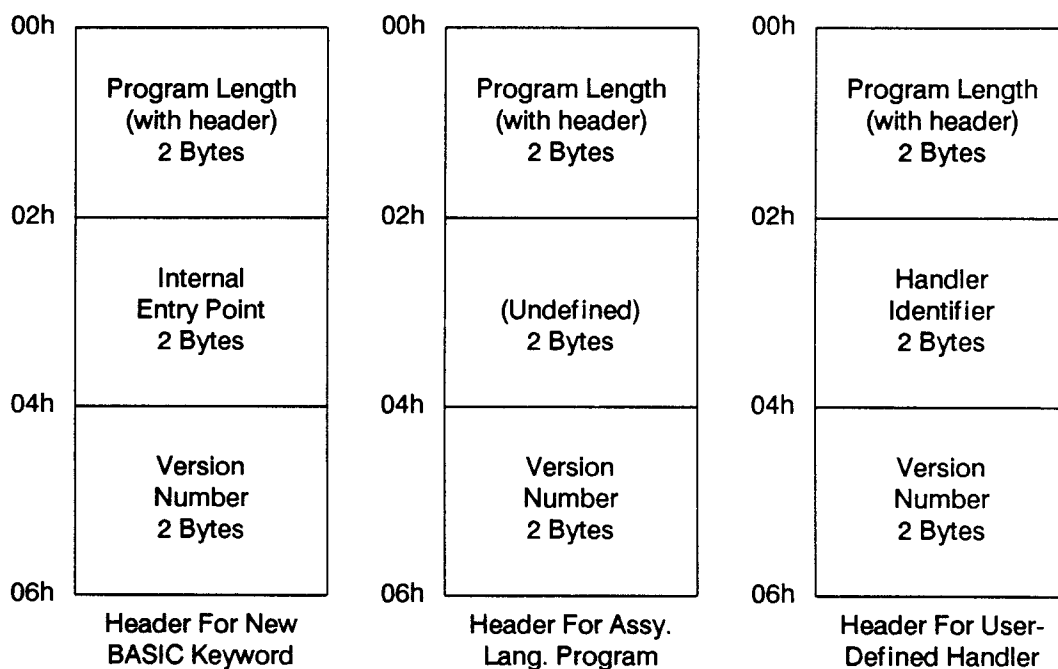 00h
Program Length
(with header)
2 Bytes
02h
Internal
Entry Point
2 Bytes
04h
Version
Number
2 Bytes
06h
Header For New
BASIC Keyword
00h
Program Length
(with header)
2 Bytes
02h
(Undefined)
2 Bytes
04h
Version
Number
2 Bytes
06h
Header For Assy.
Lang. Program
00h
Program Length
(with header)
2 Bytes
02h
Handler
Identifier
2 Bytes
04h
Version
Number
2 Bytes
06h
Header For User-
Defined Handler